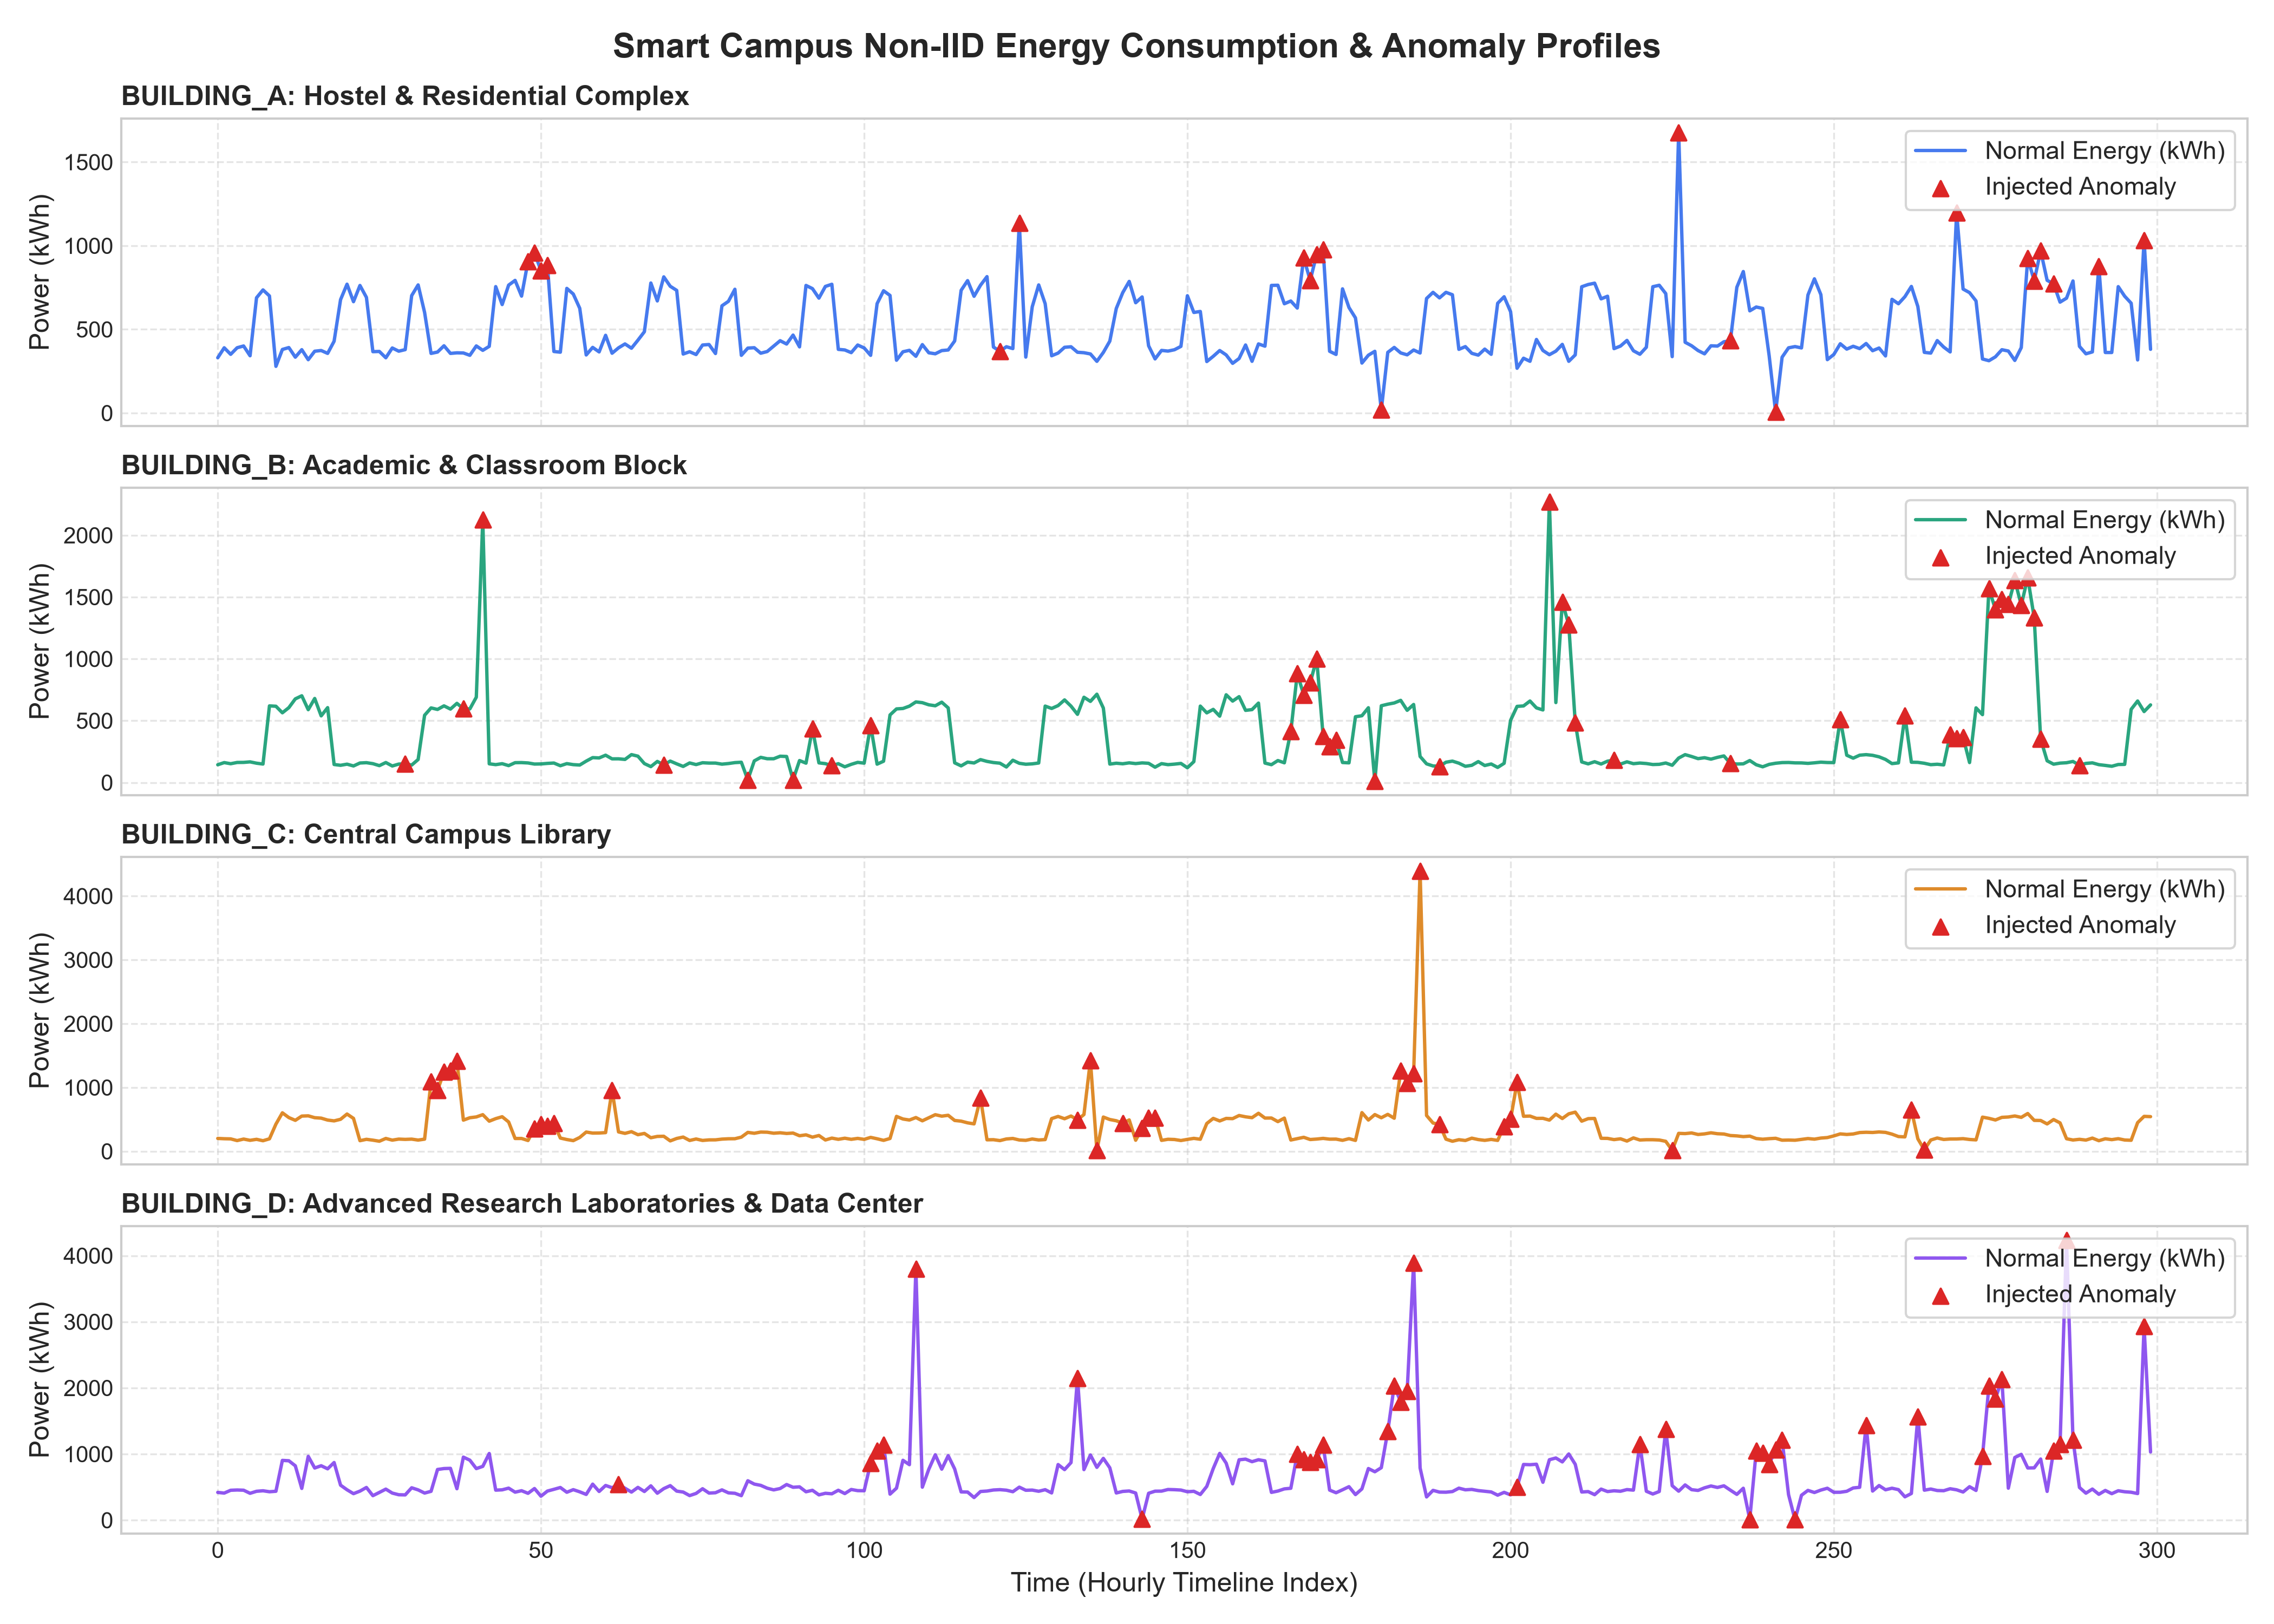 Smart Campus Non-IID Energy Consumption & Anomaly Profiles
BUILDING_A: Hostel & Residential Complex
Power (kWh)
1500
1000
500
0
Normal Energy (kWh)
Injected Anomaly
BUILDING_B: Academic & Classroom Block
Power (kWh)
2000
1500
1000
500
0
Normal Energy (kWh)
Injected Anomaly
BUILDING_C: Central Campus Library
Power (kWh)
4000
3000
2000
1000
0
Normal Energy (kWh)
Injected Anomaly
BUILDING_D: Advanced Research Laboratories & Data Center
Power (kWh)
4000
3000
2000
1000
0
Normal Energy (kWh)
Injected Anomaly
0 50 100 150 200 250 300
Time (Hourly Timeline Index)